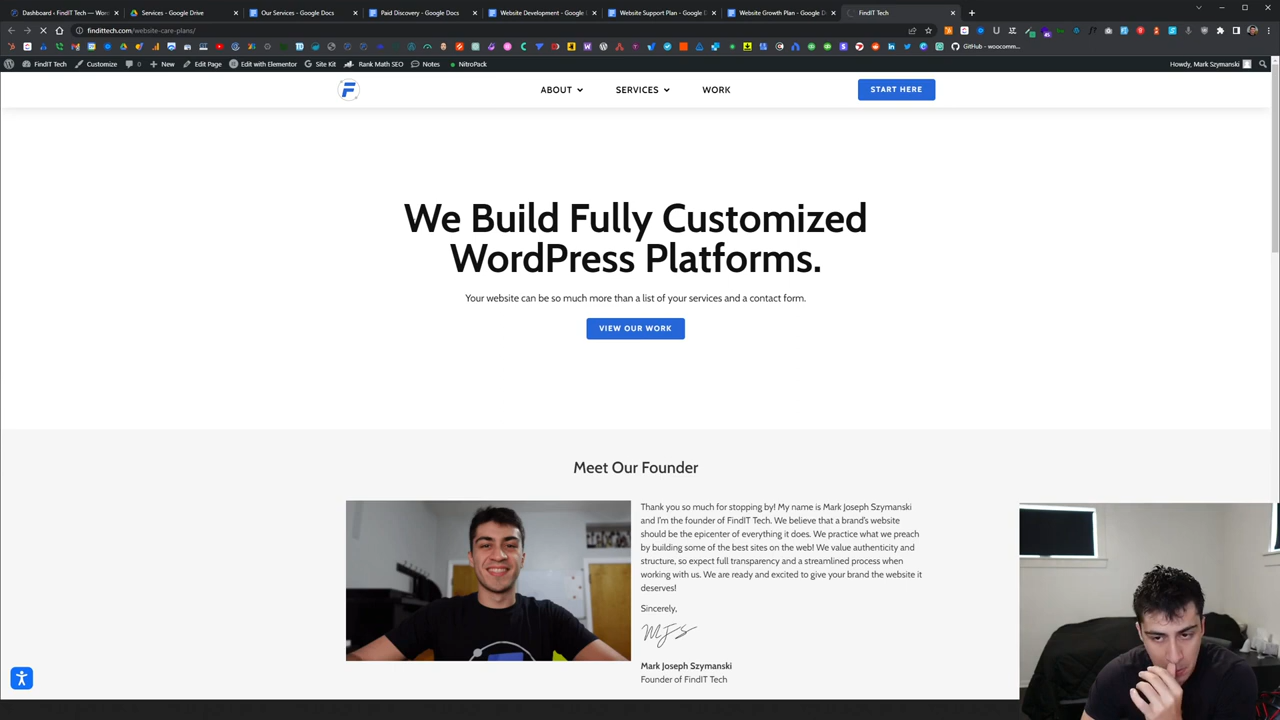 Dashboard ‹ FindIT Tech — Wor
Services - Google Drive
Our Services - Google Docs
Paid Discovery - Google Docs
Website Development - Google
Website Support Plan - Google
Website Growth Plan - Google D
FindIT Tech
findittech.com/website-care-plans/
GitHub - woocomm...
FindIT Tech
Customize
0
New
Edit Page
Edit with Elementor
Site Kit
Rank Math SEO
Notes
NitroPack
Howdy, Mark Szymanski
F
ABOUT
SERVICES
WORK
START HERE
We Build Fully Customized
WordPress Platforms.
Your website can be so much more than a list of your services and a contact form.
VIEW OUR WORK
Meet Our Founder
Thank you so much for stopping by! My name is Mark Joseph Szymanski
and I'm the founder of FindIT Tech. We believe that a brand's website
should be the epicenter of everything it does. We practice what we preach
by building some of the best sites on the web! We value authenticity and
structure, so expect full transparency and a streamlined process when
working with us. We are ready and excited to give your brand the website it
deserves!
Sincerely,
MJS
Mark Joseph Szymanski
Founder of FindIT Tech